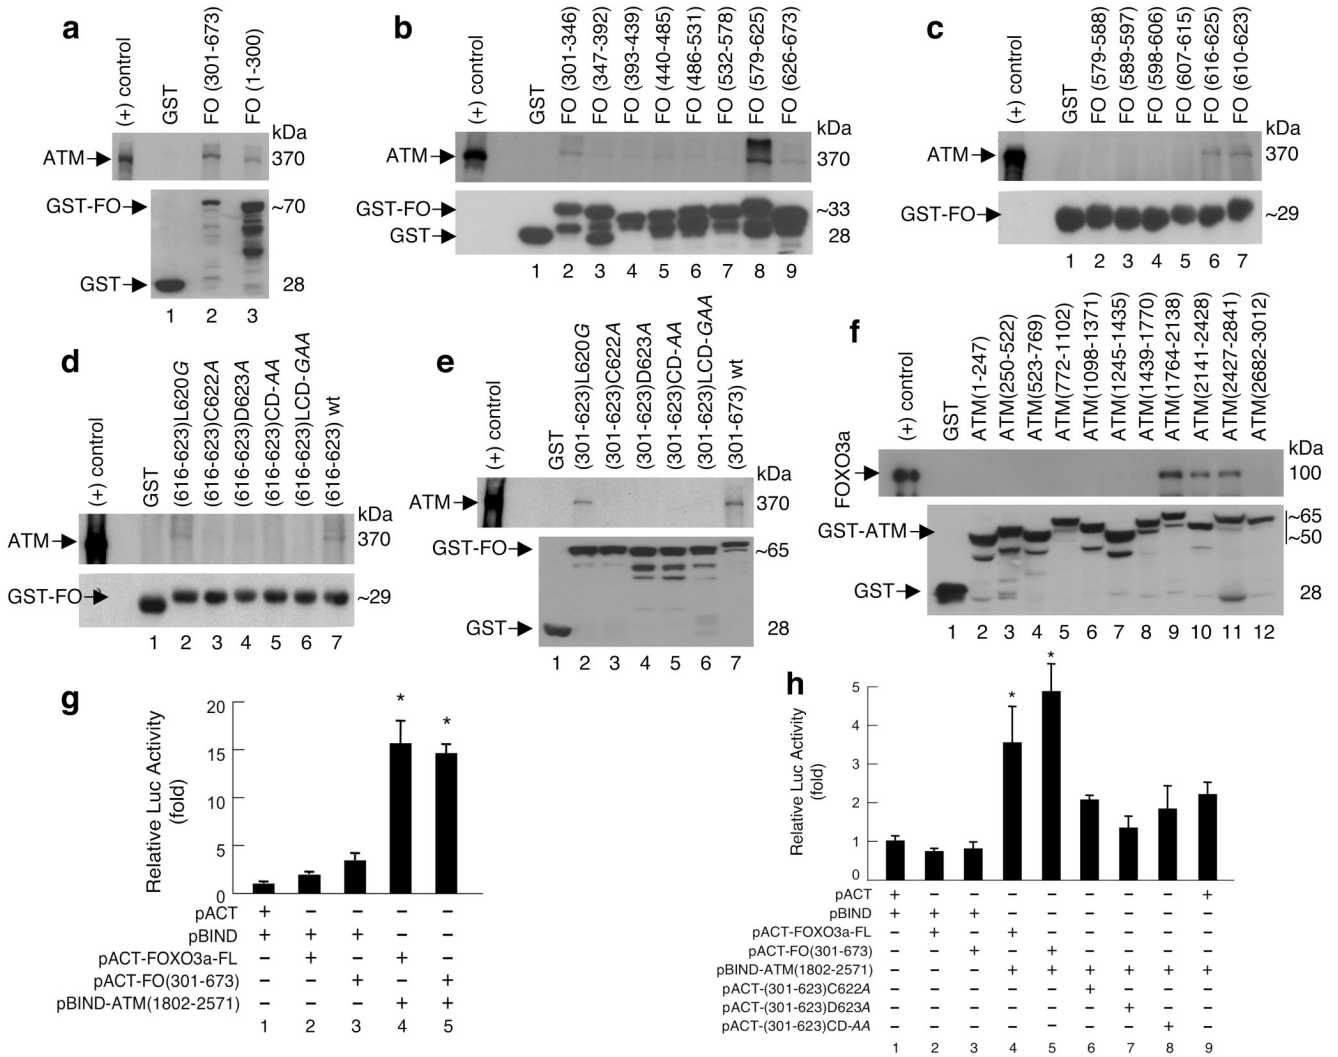 a
(+) control
GST
FO (301-673)
FO (1-300)
kDa
ATM
370
GST-FO
~70
GST
28
1 2 3
b
(+) control
GST
FO (301-346)
FO (347-392)
FO (393-439)
FO (440-485)
FO (486-531)
FO (532-578)
FO (579-625)
FO (626-673)
kDa
ATM
370
GST-FO
~33
GST
28
1 2 3 4 5 6 7 8 9
c
(+) control
GST
FO (579-588)
FO (589-597)
FO (598-606)
FO (607-615)
FO (616-625)
FO (610-623)
kDa
ATM
370
GST-FO
~29
1 2 3 4 5 6 7
d
(+) control
GST
(616-623)L620G
(616-623)C622A
(616-623)D623A
(616-623)CD-AA
(616-623)LCD-GAA
(616-623) wt
kDa
ATM
370
GST-FO
~29
1 2 3 4 5 6 7
e
(+) control
GST
(301-623)L620G
(301-623)C622A
(301-623)D623A
(301-623)CD-AA
(301-623)LCD-GAA
(301-673) wt
kDa
ATM
370
GST-FO
~65
GST
28
1 2 3 4 5 6 7
f
(+) control
GST
ATM(1-247)
ATM(250-522)
ATM(523-769)
ATM(772-1102)
ATM(1098-1371)
ATM(1245-1435)
ATM(1439-1770)
ATM(1764-2138)
ATM(2141-2428)
ATM(2427-2841)
ATM(2682-3012)
kDa
FOXO3a
100
GST-ATM
~65
~50
GST
28
1 2 3 4 5 6 7 8 9 10 11 12
g
Relative Luc Activity
(fold)
20
15
10
5
0
* *
pACT + – – – –
pBIND + + + – –
pACT-FOXO3a-FL – + – + –
pACT-FO(301-673) – – + – +
pBIND-ATM(1802-2571) – – – + +
1 2 3 4 5
h
Relative Luc Activity
(fold)
5
4
3
2
1
0
* *
pACT + – – – – – – – +
pBIND + + + – – – – – –
pACT-FOXO3a-FL – + – + – – – – –
pACT-FO(301-673) – – + – + – – – –
pBIND-ATM(1802-2571) – – – + + + + + +
pACT-(301-623)C622A – – – – – + – – –
pACT-(301-623)D623A – – – – – – + – –
pACT-(301-623)CD-AA – – – – – – – + –
1 2 3 4 5 6 7 8 9